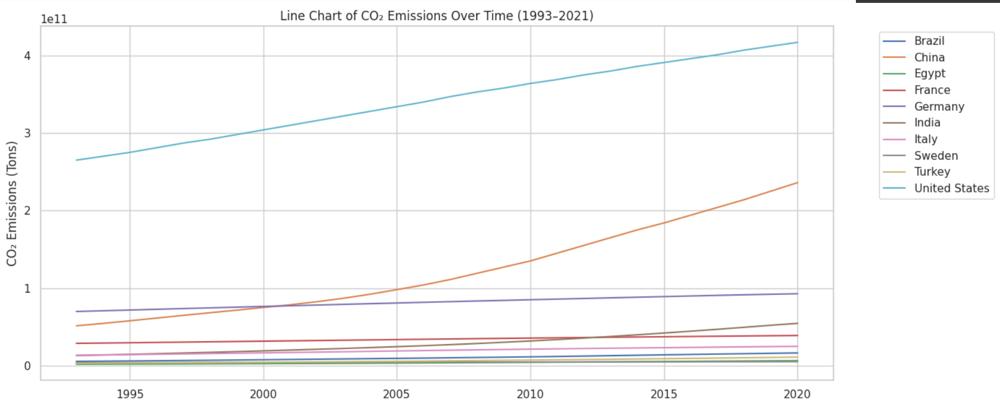 Line Chart of CO₂ Emissions Over Time (1993–2021)
1e11
CO₂ Emissions (Tons)
4
3
2
1
0
1995 2000 2005 2010 2015 2020
Brazil
China
Egypt
France
Germany
India
Italy
Sweden
Turkey
United States